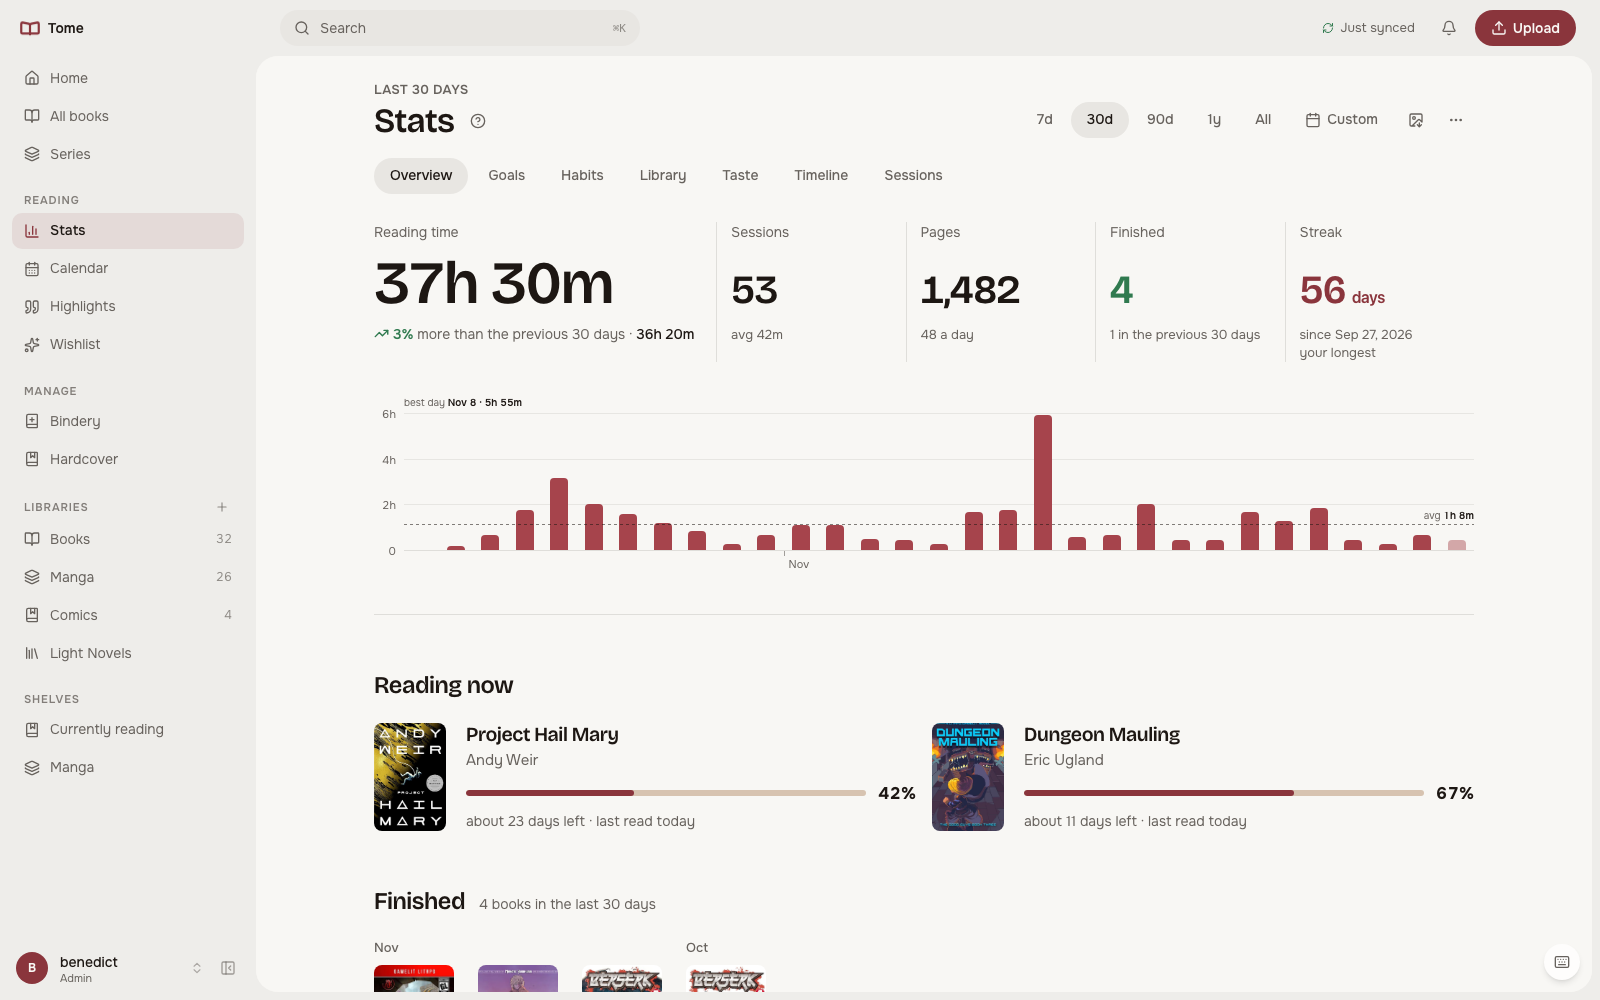 Tome
Search
⌘K
Just synced
Upload
Home
All books
Series
READING
Stats
Calendar
Highlights
Wishlist
MANAGE
Bindery
Hardcover
LIBRARIES
Books 32
Manga 26
Comics 4
Light Novels
SHELVES
Currently reading
Manga
B
benedict
Admin
LAST 30 DAYS
Stats
7d 30d 90d 1y All Custom
Overview Goals Habits Library Taste Timeline Sessions
Reading time
37h 30m
3% more than the previous 30 days · 36h 20m
Sessions
53
avg 42m
Pages
1,482
48 a day
Finished
4
1 in the previous 30 days
Streak
56 days
since Sep 27, 2026
your longest
best day Nov 8 · 5h 55m
6h
4h
2h
0
avg 1h 8m
Nov
Reading now
ANDY
WEIR
PROJECT
HAIL
MARY
Project Hail Mary
Andy Weir
42%
about 23 days left · last read today
DUNGEON
MAULING
Dungeon Mauling
Eric Ugland
67%
about 11 days left · last read today
Finished 4 books in the last 30 days
Nov
Oct
BERSERK
BERSERK